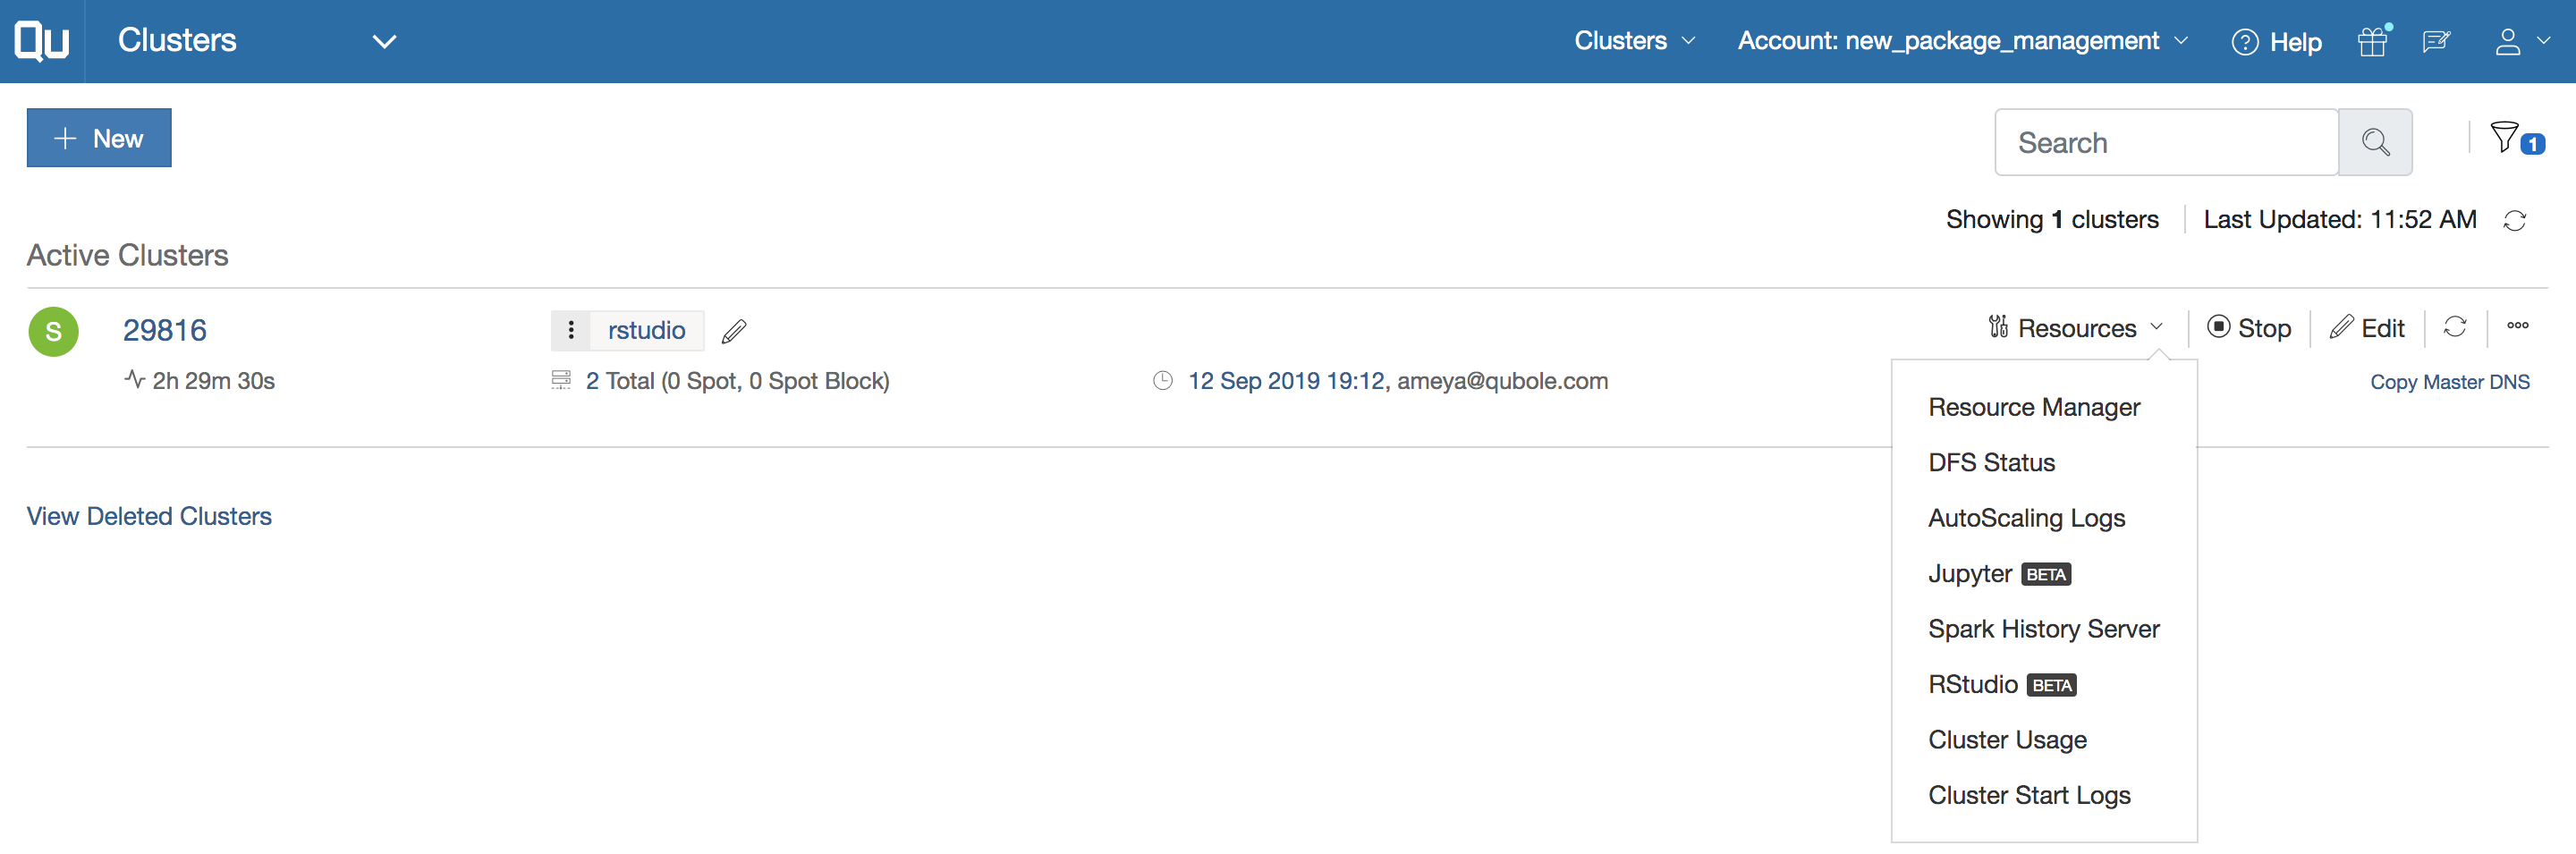 Qu Clusters Clusters Account: new_package_management Help
New Search 1
Showing 1 clusters Last Updated: 11:52 AM
Active Clusters
S 29816 rstudio Resources Stop Edit
2h 29m 30s 2 Total (0 Spot, 0 Spot Block) 12 Sep 2019 19:12, ameya@qubole.com Copy Master DNS
Resource Manager
DFS Status
AutoScaling Logs
Jupyter BETA
Spark History Server
RStudio BETA
Cluster Usage
Cluster Start Logs
View Deleted Clusters